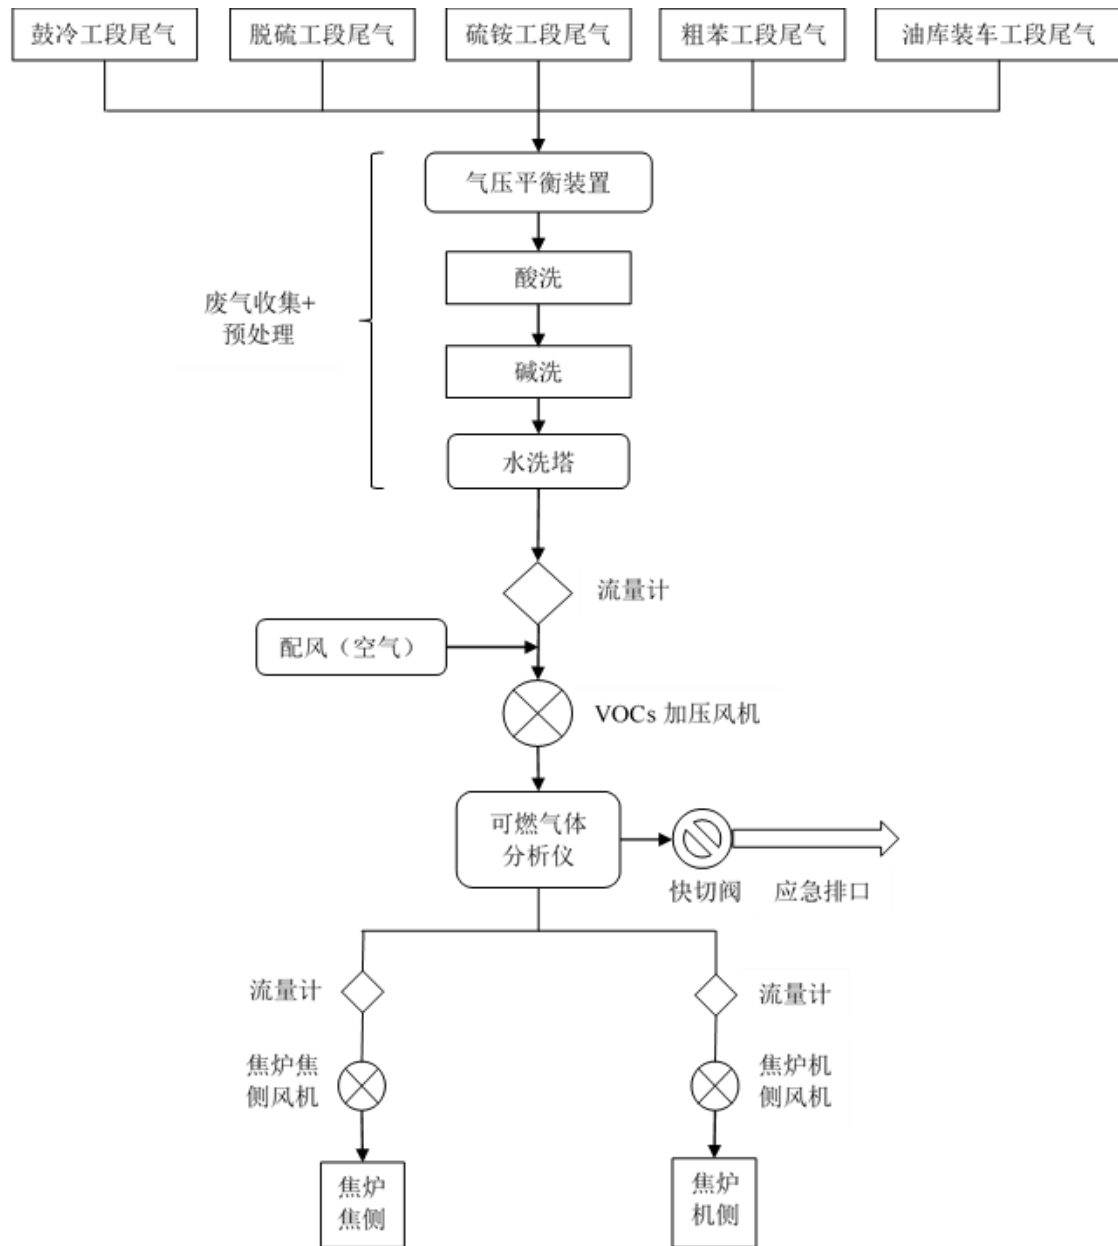 鼓冷工段尾气
脱硫工段尾气
硫铵工段尾气
粗苯工段尾气
油库装车工段尾气
气压平衡装置
酸洗
废气收集+
预处理
碱洗
水洗塔
流量计
配风（空气）
VOCs 加压风机
可燃气体
分析仪
快切阀
应急排口
流量计
流量计
焦炉焦
侧风机
焦炉机
侧风机
焦炉
焦侧
焦炉
机侧